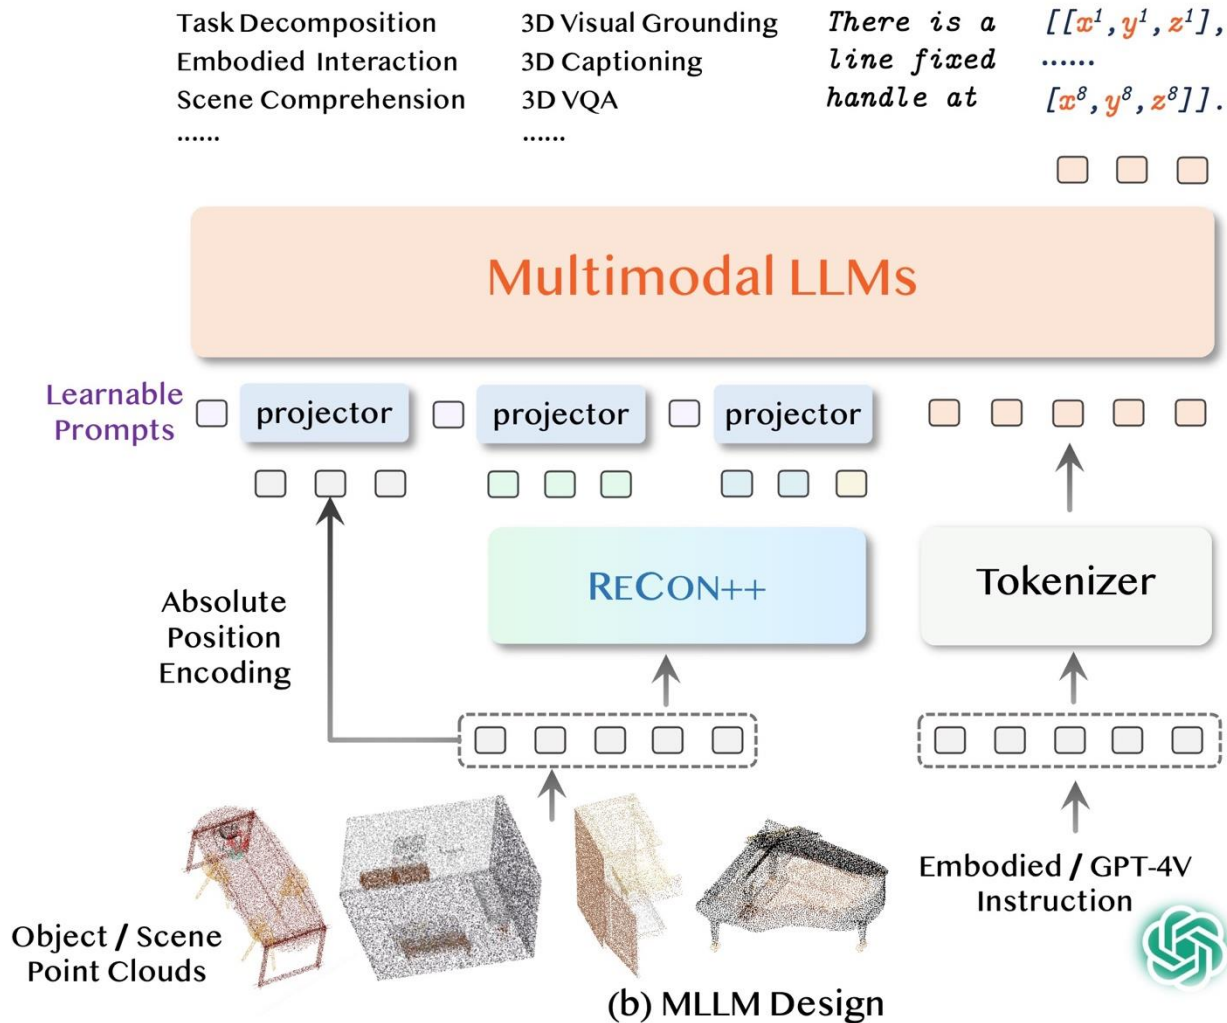 Task Decomposition
Embodied Interaction
Scene Comprehension
......
3D Visual Grounding
3D Captioning
3D VQA
......
There is a
line fixed
handle at
[[x¹, y¹, z¹],
......
[x⁸, y⁸, z⁸]].
Multimodal LLMs
Learnable
Prompts
projector
projector
projector
RECON++
Tokenizer
Absolute
Position
Encoding
Object / Scene
Point Clouds
Embodied / GPT-4V
Instruction
(b) MLLM Design